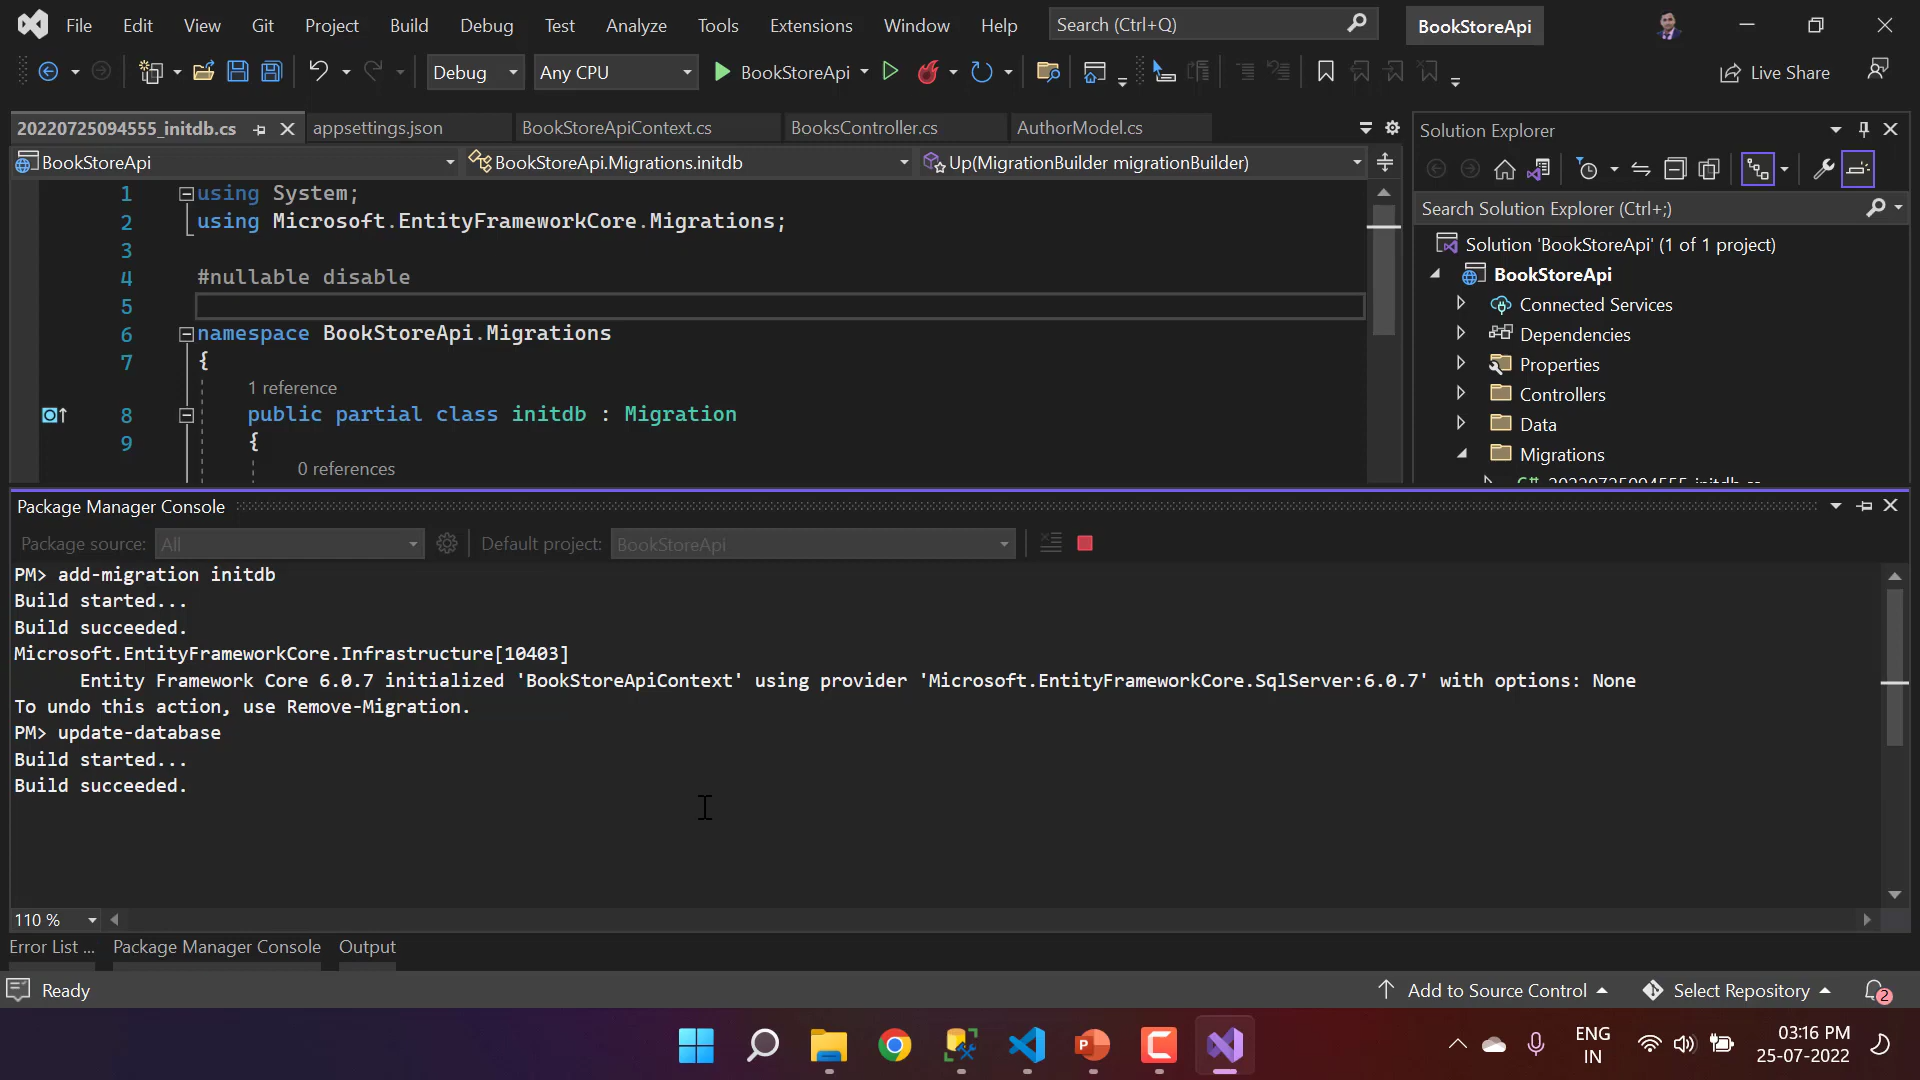 File Edit View Git Project Build Debug Test Analyze Tools Extensions Window Help Search (Ctrl+Q) BookStoreApi
Debug Any CPU BookStoreApi Live Share
20220725094555_initdb.cs appsettings.json BookStoreApiContext.cs BooksController.cs AuthorModel.cs
BookStoreApi BookStoreApi.Migrations.initdb Up(MigrationBuilder migrationBuilder)
1 using System;
2 using Microsoft.EntityFrameworkCore.Migrations;
3
4 #nullable disable
5
6 namespace BookStoreApi.Migrations
7 {
1 reference
8 public partial class initdb : Migration
9 {
0 references
Solution Explorer
Search Solution Explorer (Ctrl+;)
Solution 'BookStoreApi' (1 of 1 project)
BookStoreApi
Connected Services
Dependencies
Properties
Controllers
Data
Migrations
C# 20220725094555_initdb.cs
Package Manager Console
Package source: All Default project: BookStoreApi
PM> add-migration initdb
Build started...
Build succeeded.
Microsoft.EntityFrameworkCore.Infrastructure[10403]
Entity Framework Core 6.0.7 initialized 'BookStoreApiContext' using provider 'Microsoft.EntityFrameworkCore.SqlServer:6.0.7' with options: None
To undo this action, use Remove-Migration.
PM> update-database
Build started...
Build succeeded.
110 %
Error List ... Package Manager Console Output
Ready Add to Source Control Select Repository 2
P ENG 03:16 PM
IN 25-07-2022